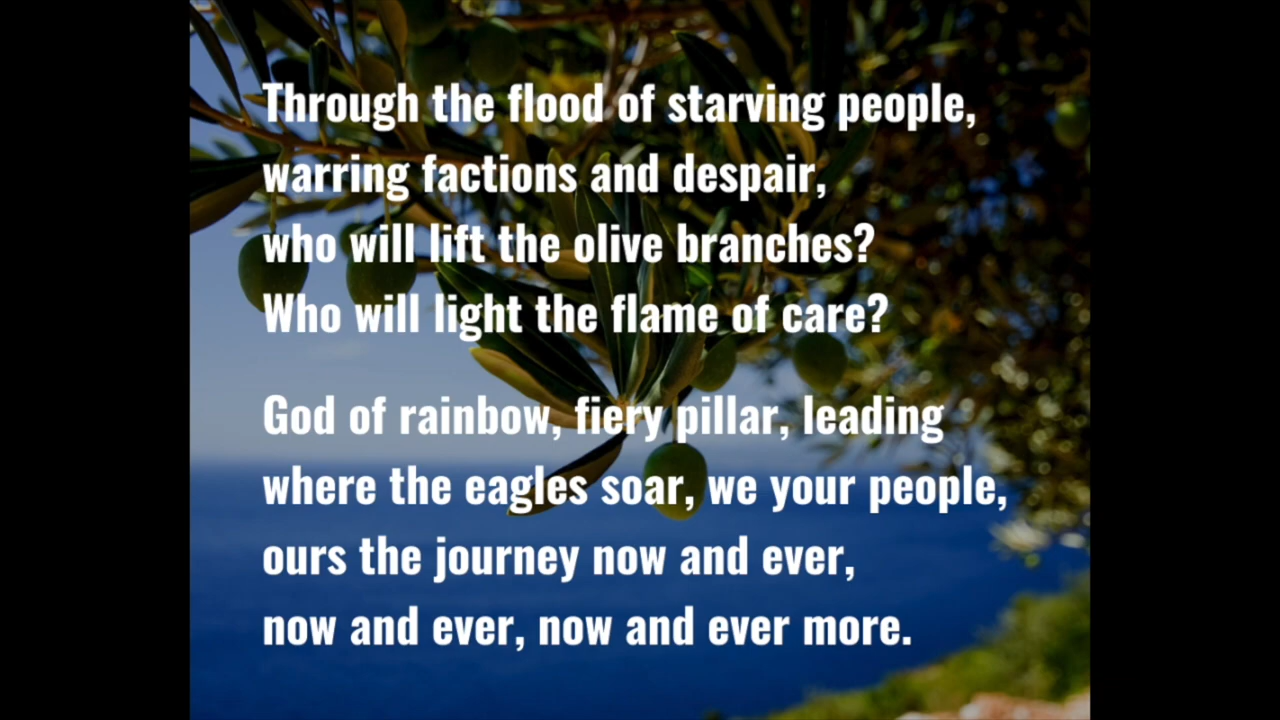 Through the flood of starving people,
warring factions and despair,
who will lift the olive branches?
Who will light the flame of care?
God of rainbow, fiery pillar, leading
where the eagles soar, we your people,
ours the journey now and ever,
now and ever, now and ever more.